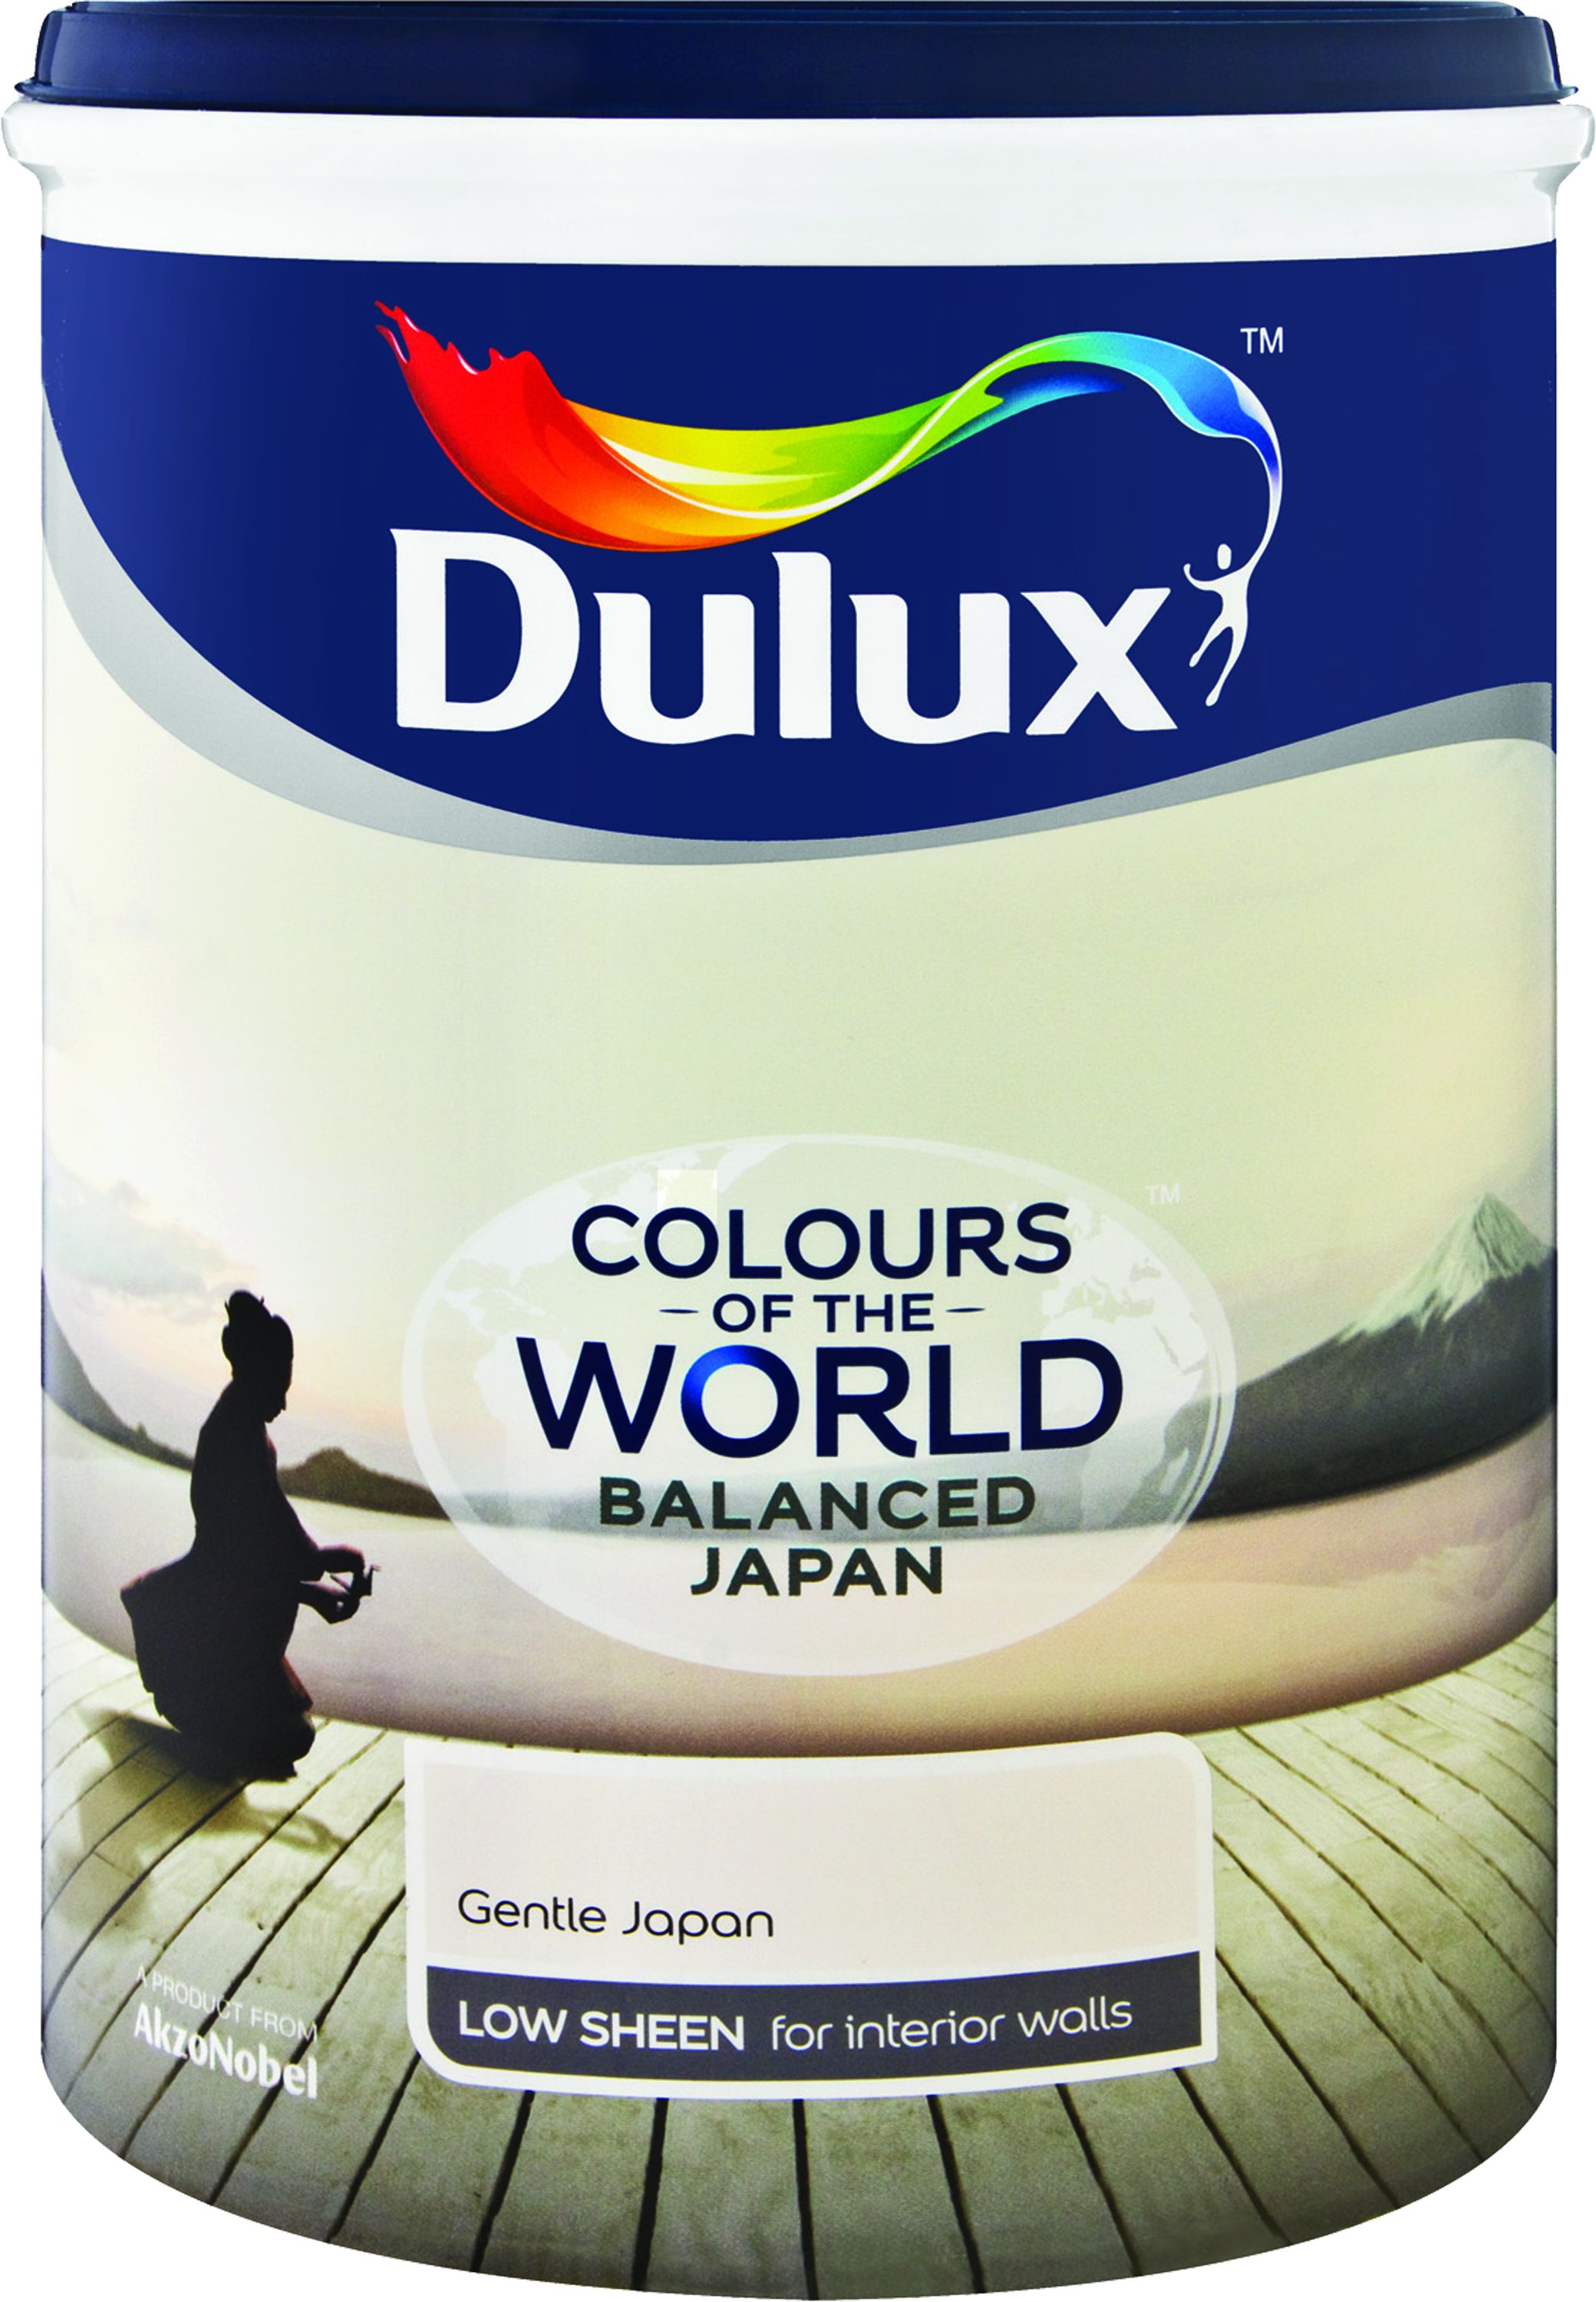 TM
Dulux
TM
COLOURS
- OF THE -
WORLD
BALANCED
JAPAN
Gentle Japan
LOW SHEEN for interior walls
A PRODUCT FROM
AkzoNobel